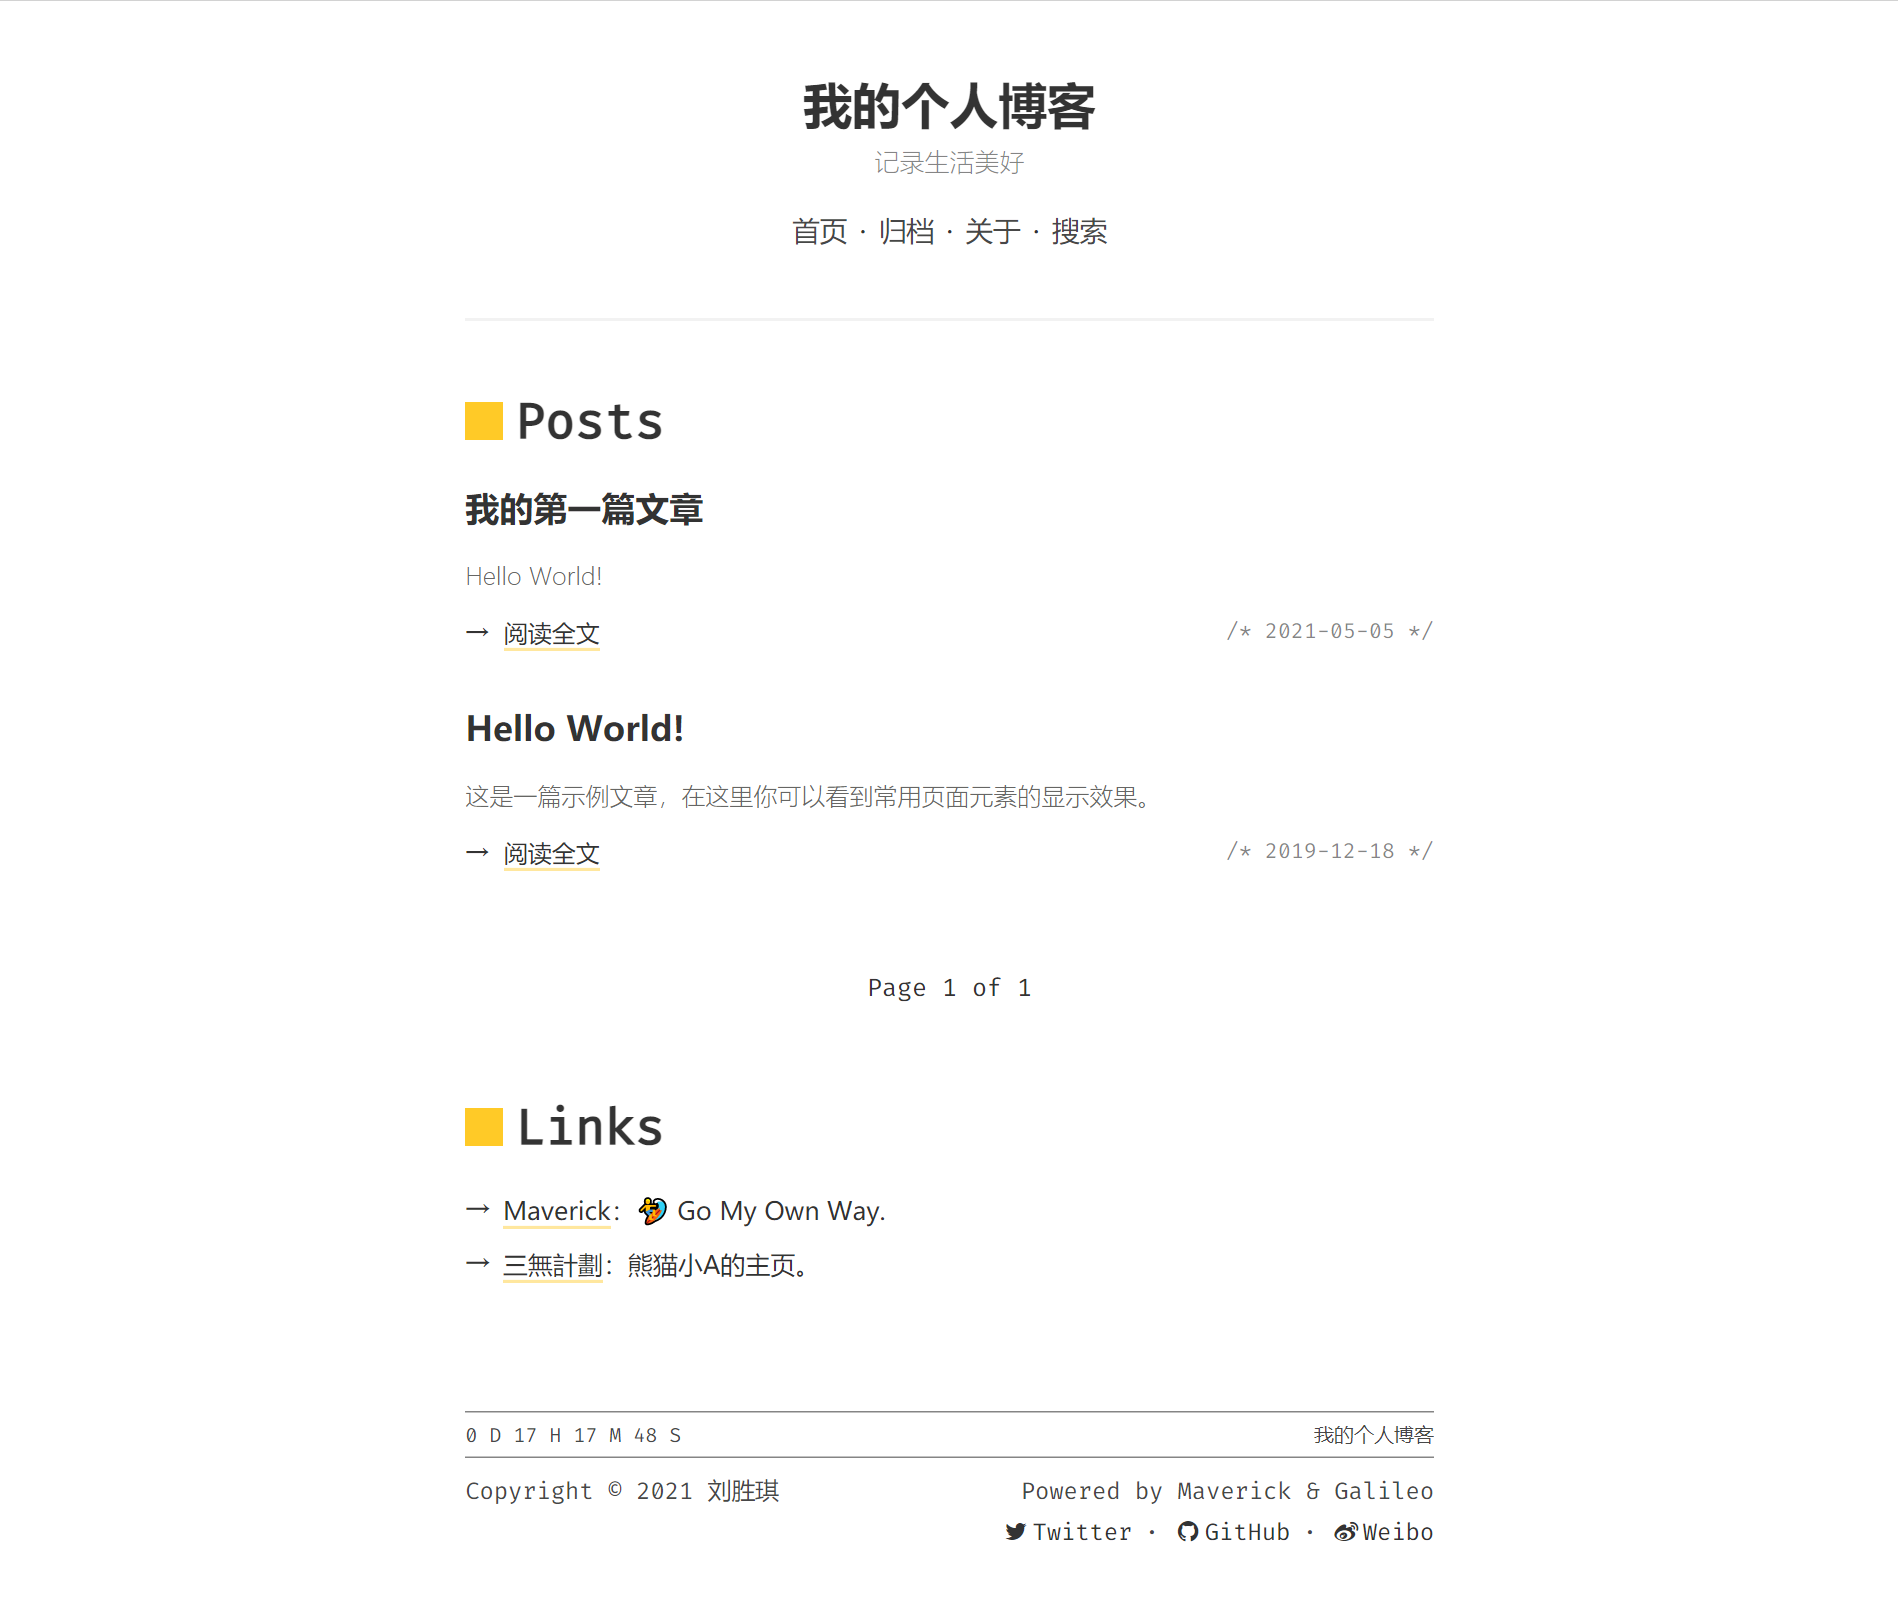 我的个人博客
记录生活美好
首页 · 归档 · 关于 · 搜索
Posts
我的第一篇文章
Hello World!
→ 阅读全文 /* 2021-05-05 */
Hello World!
这是一篇示例文章，在这里你可以看到常用页面元素的显示效果。
→ 阅读全文 /* 2019-12-18 */
Page 1 of 1
Links
→ Maverick：🏄 Go My Own Way.
→ 三無計劃：熊猫小A的主页。
0 D 17 H 17 M 48 S 我的个人博客
Copyright © 2021 刘胜琪 Powered by Maverick & Galileo
Twitter · GitHub · Weibo